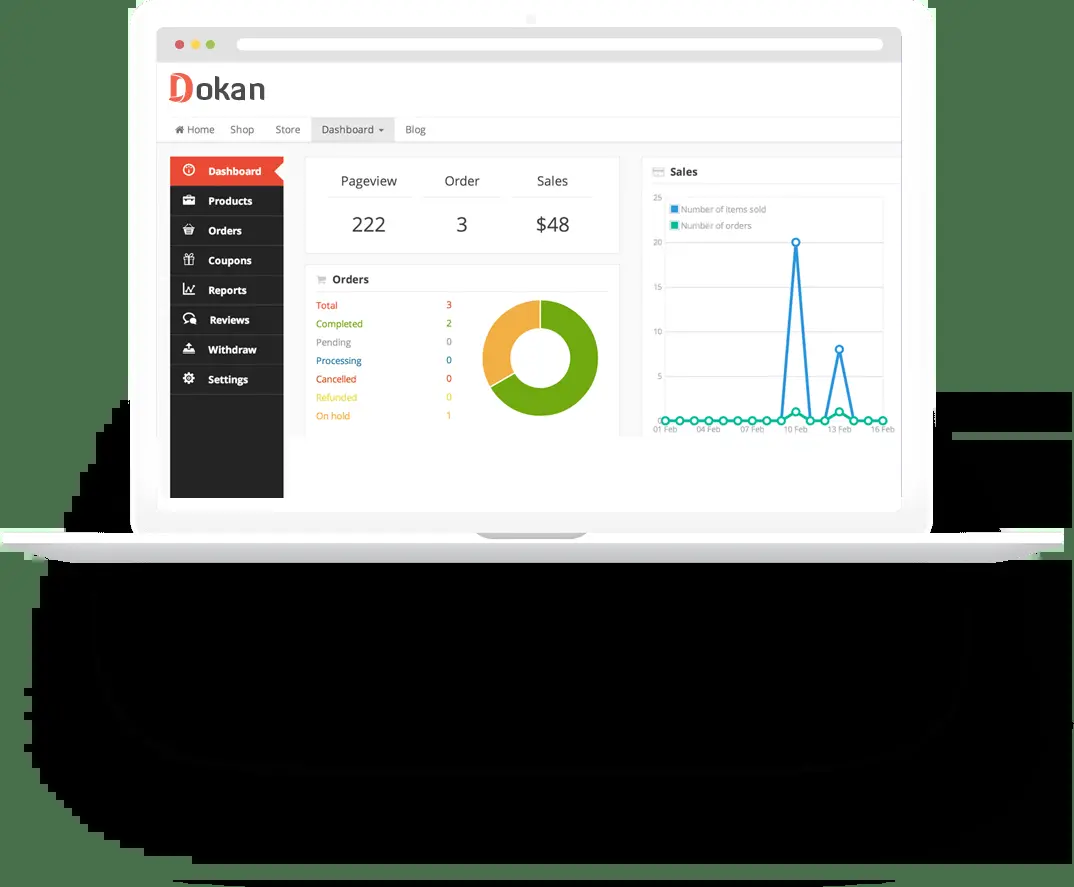 Dokan
Home Shop Store Dashboard Blog
Dashboard
Products
Orders
Coupons
Reports
Reviews
Withdraw
Settings
Pageview Order Sales
222 3 $48
Orders
Total 3
Completed 2
Pending 0
Processing 0
Cancelled 0
Refunded 0
On hold 1
Sales
Number of items sold
Number of orders
25
20
15
10
5
0
01 Feb 04 Feb 07 Feb 10 Feb 13 Feb 16 Feb